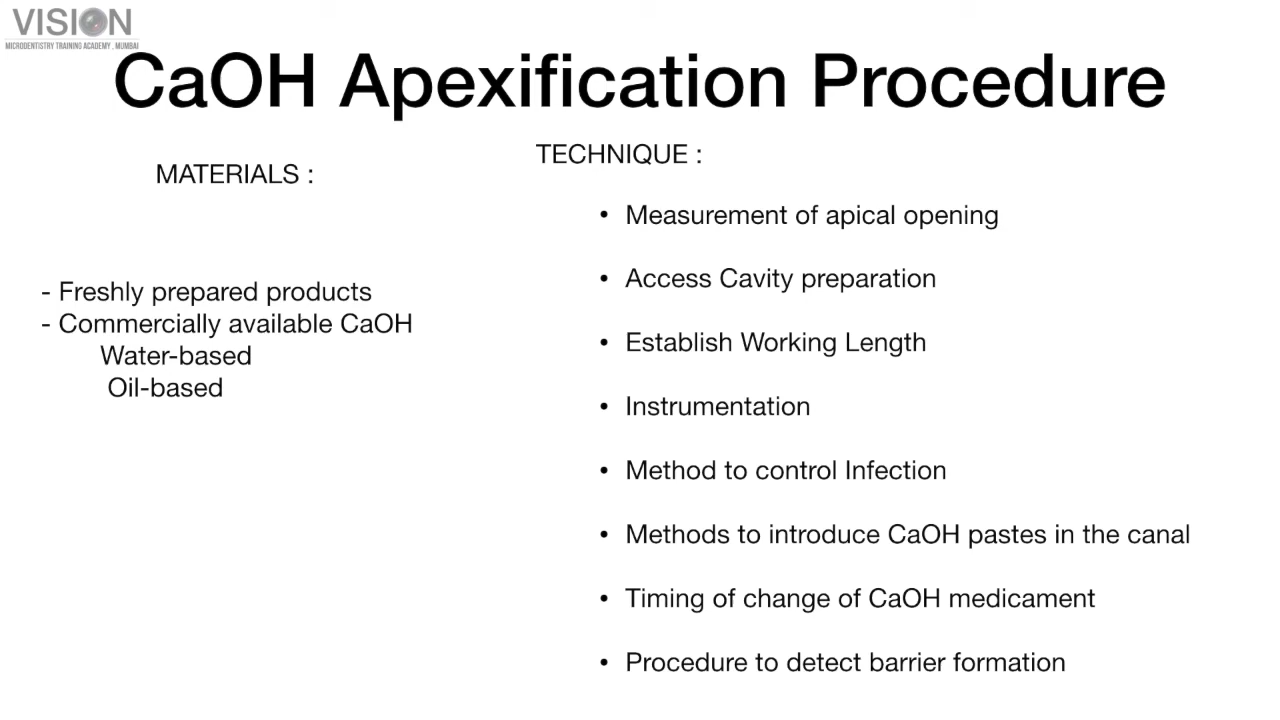 VISION
MICRODENTISTRY TRAINING ACADEMY , MUMBAI
CaOH Apexification Procedure
MATERIALS :
- Freshly prepared products
- Commercially available CaOH
Water-based
Oil-based
TECHNIQUE :
• Measurement of apical opening
• Access Cavity preparation
• Establish Working Length
• Instrumentation
• Method to control Infection
• Methods to introduce CaOH pastes in the canal
• Timing of change of CaOH medicament
• Procedure to detect barrier formation